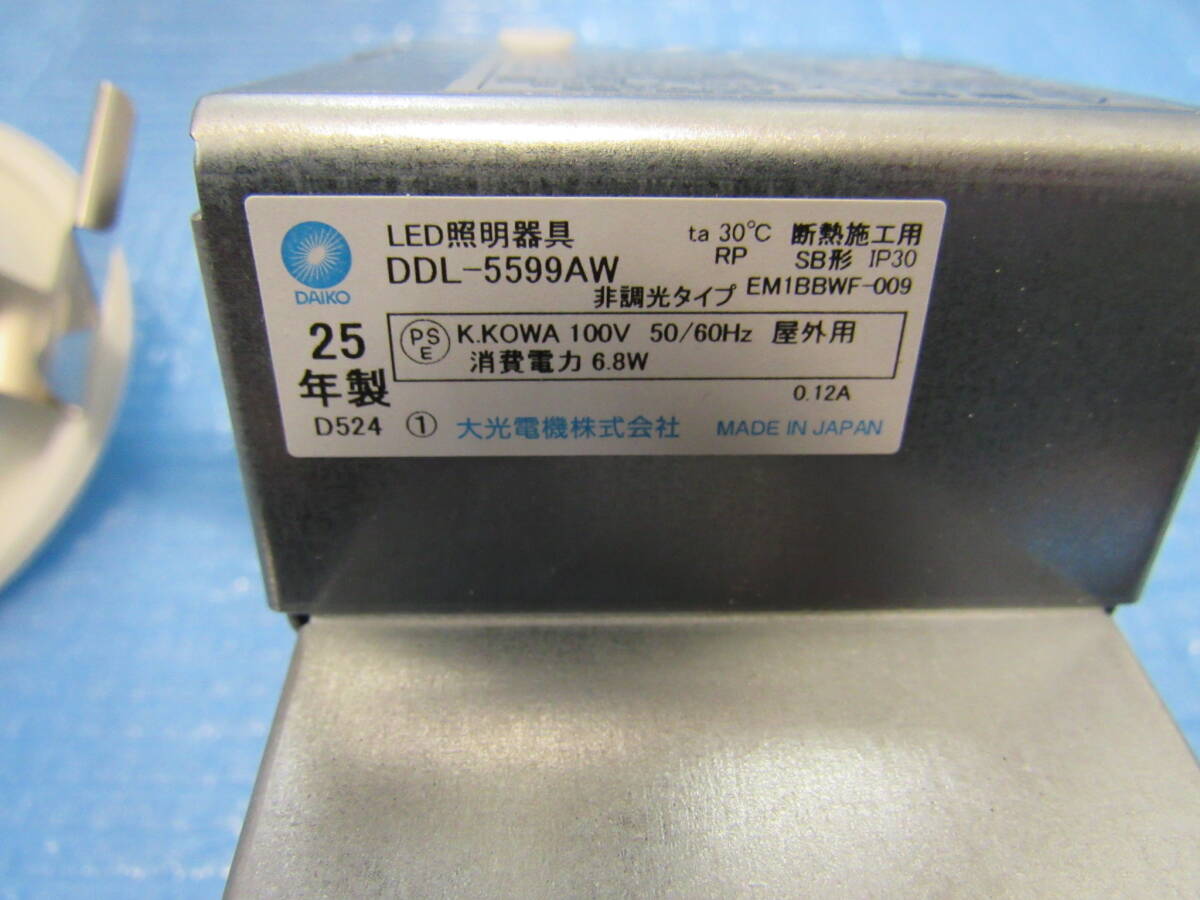 DAIKO
LED照明器具
DDL-5599AW
非調光タイプ
ta 30℃ 断熱施工用
RP SB形 IP30
EM1BBWF-009
25
年製
PS
E
K.KOWA 100V 50/60Hz 屋外用
消費電力 6.8W
0.12A
D524 ① 大光電機株式会社 MADE IN JAPAN